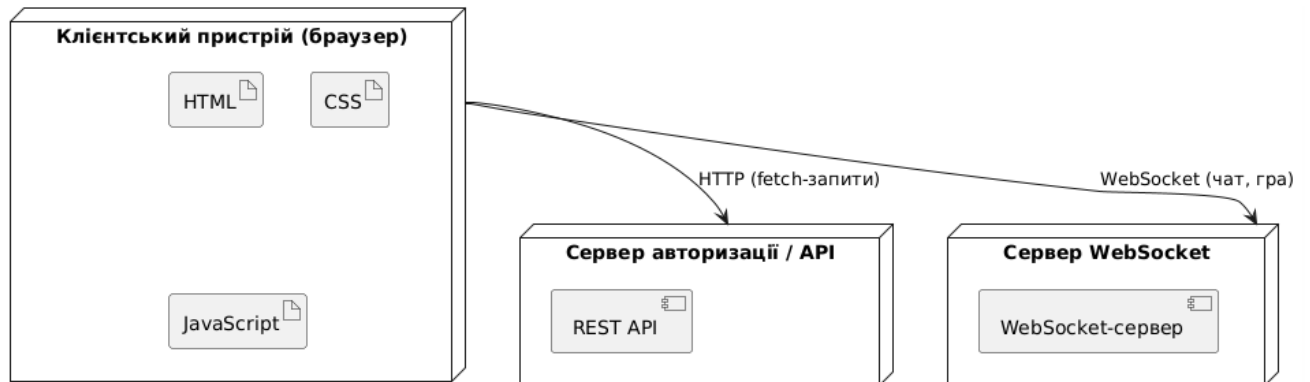 Клієнтський пристрій (браузер)
HTML
CSS
JavaScript
HTTP (fetch-запити)
WebSocket (чат, гра)
Сервер авторизації / API
REST API
Сервер WebSocket
WebSocket-сервер